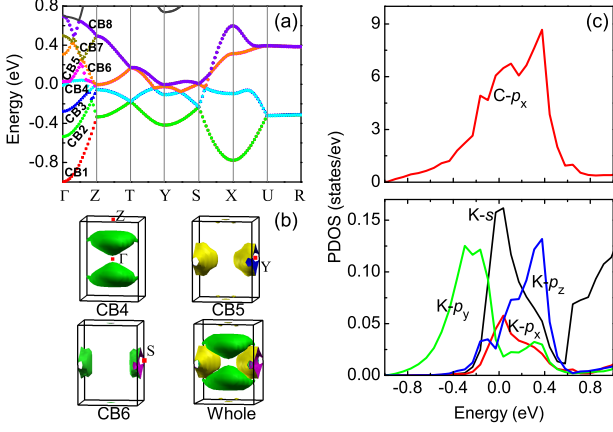 (a)
Energy (eV)
0.8
0.4
0.0
-0.4
-0.8
CB8
CB7
CB6
CB5
CB4
CB3
CB2
CB1
Γ Z T Y S X U R
(b)
Z
Γ
CB4
Y
CB5
S
CB6
Whole
(c)
PDOS (states/ev)
9
6
3
0
C-px
0.15
0.10
0.05
0.00
K-s
K-pz
K-py
K-px
-0.8 -0.4 0.0 0.4 0.8
Energy (eV)